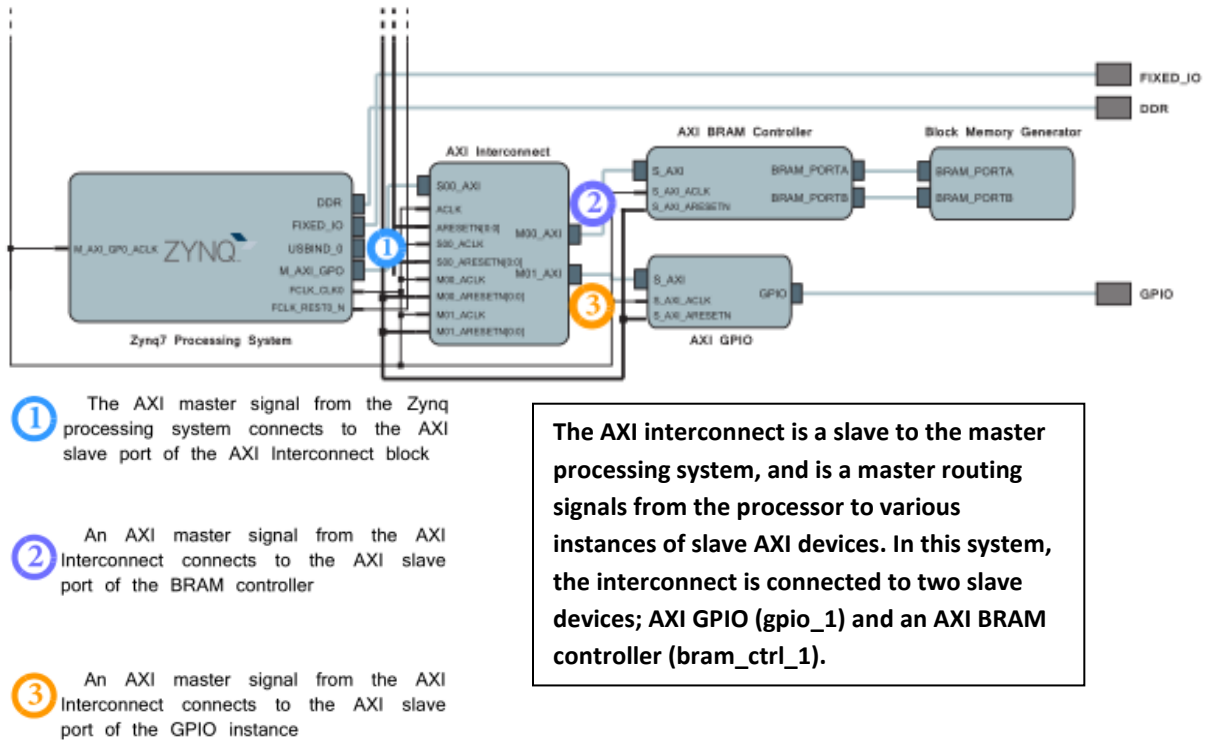 FIXED_IO
DDR
AXI BRAM Controller
Block Memory Generator
AXI Interconnect
S_AXI
S_AXI_ACLK
S_AXI_ARESETN
BRAM_PORTA
BRAM_PORTB
BRAM_PORTA
BRAM_PORTB
S00_AXI
ACLK
ARESETN[0:0]
S00_ACLK
S00_ARESETN[0:0]
M00_ACLK
M00_ARESETN[0:0]
M01_ACLK
M01_ARESETN[0:0]
M00_AXI
M01_AXI
2
DDR
FIXED_IO
USBIND_0
M_AXI_GP0
FCLK_CLK0
FCLK_REST0_N
M_AXI_GP0_ACLK
ZYNQ
1
3
S_AXI
S_AXI_ACLK
S_AXI_ARESETN
GPIO
GPIO
Zynq7 Processing System
AXI GPIO
1
The AXI master signal from the Zynq
processing system connects to the AXI
slave port of the AXI Interconnect block
2
An AXI master signal from the AXI
Interconnect connects to the AXI slave
port of the BRAM controller
3
An AXI master signal from the AXI
Interconnect connects to the AXI slave
port of the GPIO instance
The AXI interconnect is a slave to the master
processing system, and is a master routing
signals from the processor to various
instances of slave AXI devices. In this system,
the interconnect is connected to two slave
devices; AXI GPIO (gpio_1) and an AXI BRAM
controller (bram_ctrl_1).